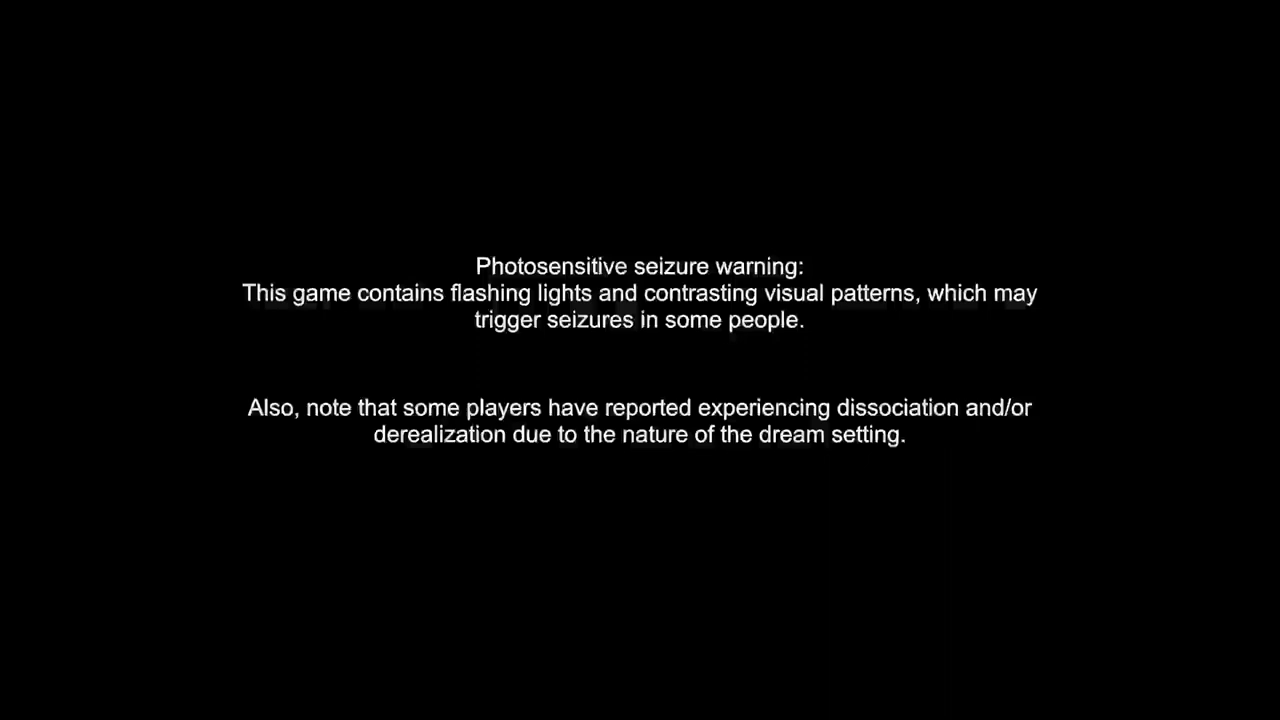 Photosensitive seizure warning:
This game contains flashing lights and contrasting visual patterns, which may
trigger seizures in some people.
Also, note that some players have reported experiencing dissociation and/or
derealization due to the nature of the dream setting.